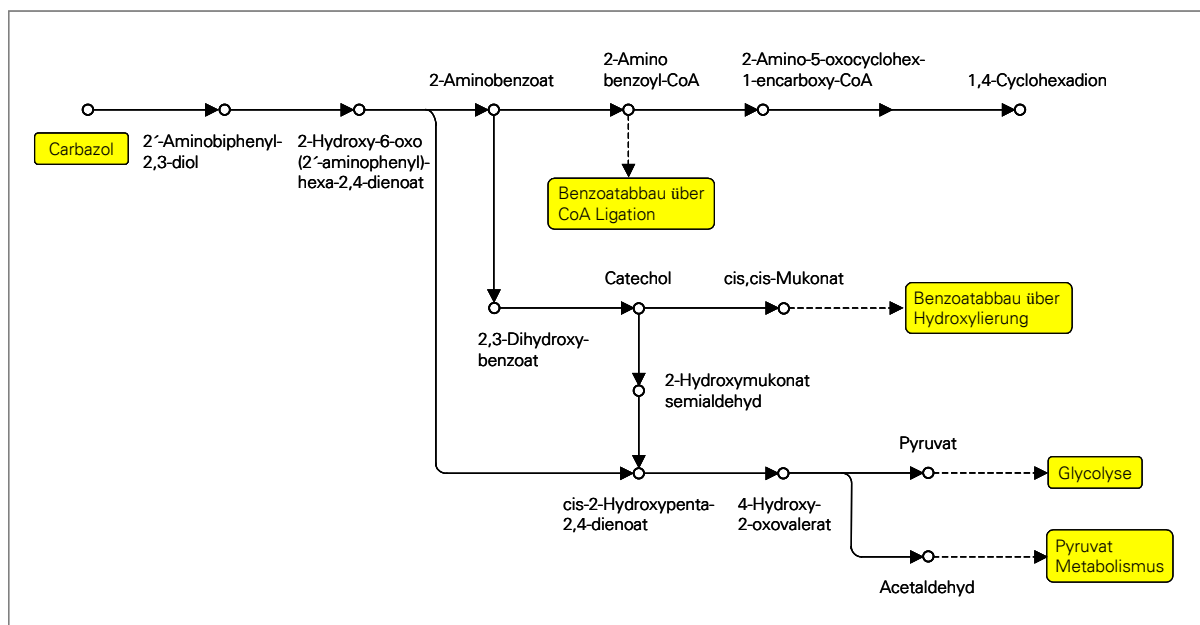 2-Aminobenzoat
2-Amino
benzoyl-CoA
2-Amino-5-oxocyclohex-
1-encarboxy-CoA
1,4-Cyclohexadion
Carbazol
2´-Aminobiphenyl-
2,3-diol
2-Hydroxy-6-oxo
(2´-aminophenyl)-
hexa-2,4-dienoat
Benzoatabbau über
CoA Ligation
Catechol
cis,cis-Mukonat
Benzoatabbau über
Hydroxylierung
2,3-Dihydroxy-
benzoat
2-Hydroxymukonat
semialdehyd
Pyruvat
Glycolyse
cis-2-Hydroxypenta-
2,4-dienoat
4-Hydroxy-
2-oxovalerat
Pyruvat
Metabolismus
Acetaldehyd